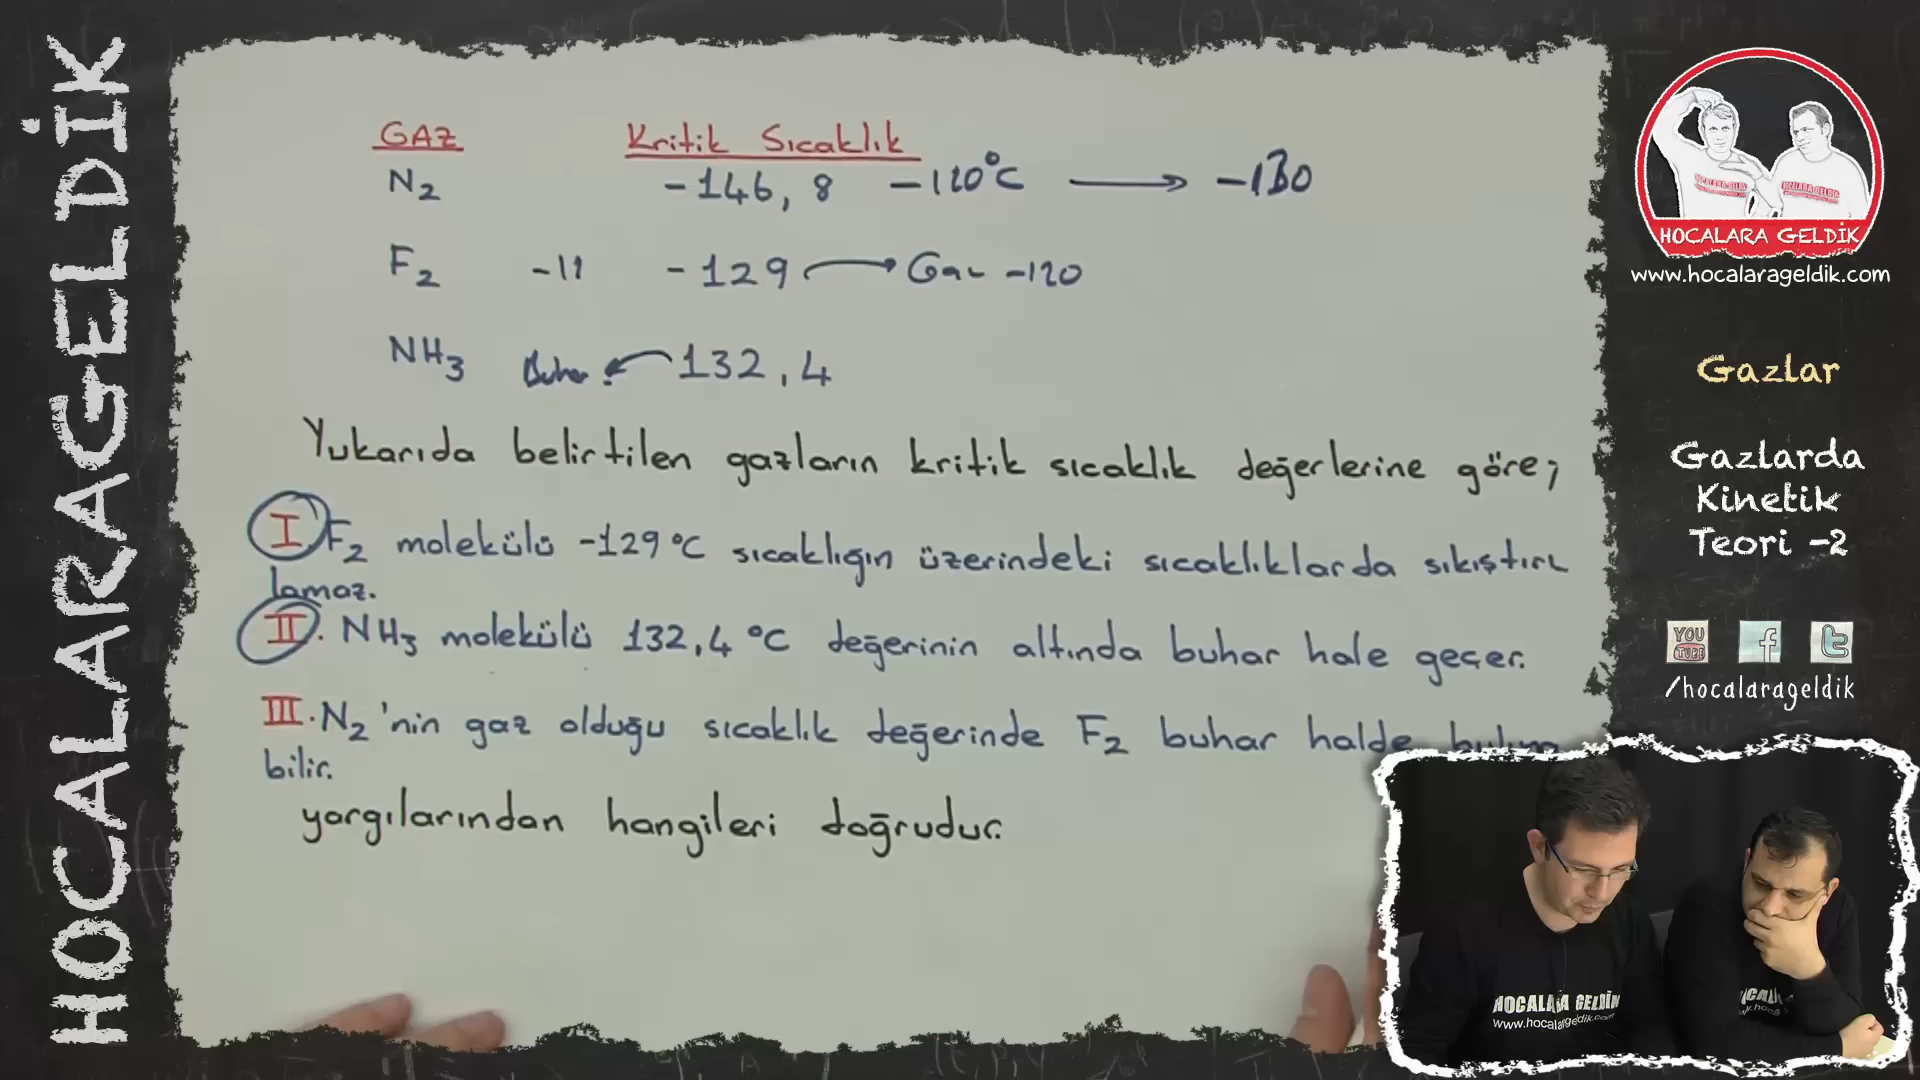 HOCALARAGELDİK
GAZ Kritik Sıcaklık
N2 -146,8 -120°C → -130
F2 -11 -129 → Gaz -120
NH3 Buhar 132,4
Yukarıda belirtilen gazların kritik sıcaklık değerlerine göre;
I F2 molekülü -129°C sıcaklığın üzerindeki sıcaklıklarda sıkıştırı
lamaz.
II. NH3 molekülü 132,4 °C değerinin altında buhar hale geçer.
III. N2'nin gaz olduğu sıcaklık değerinde F2 buhar halde
bilir.
yargılarından hangileri doğrudur.
HOCALARA GELDİK
www.hocalarageldik.com
Gazlar
Gazlarda
Kinetik
Teori -2
YOU
TUBE
/hocalarageldik
HOCALARA GELDİK
www.hocalarageldik.com